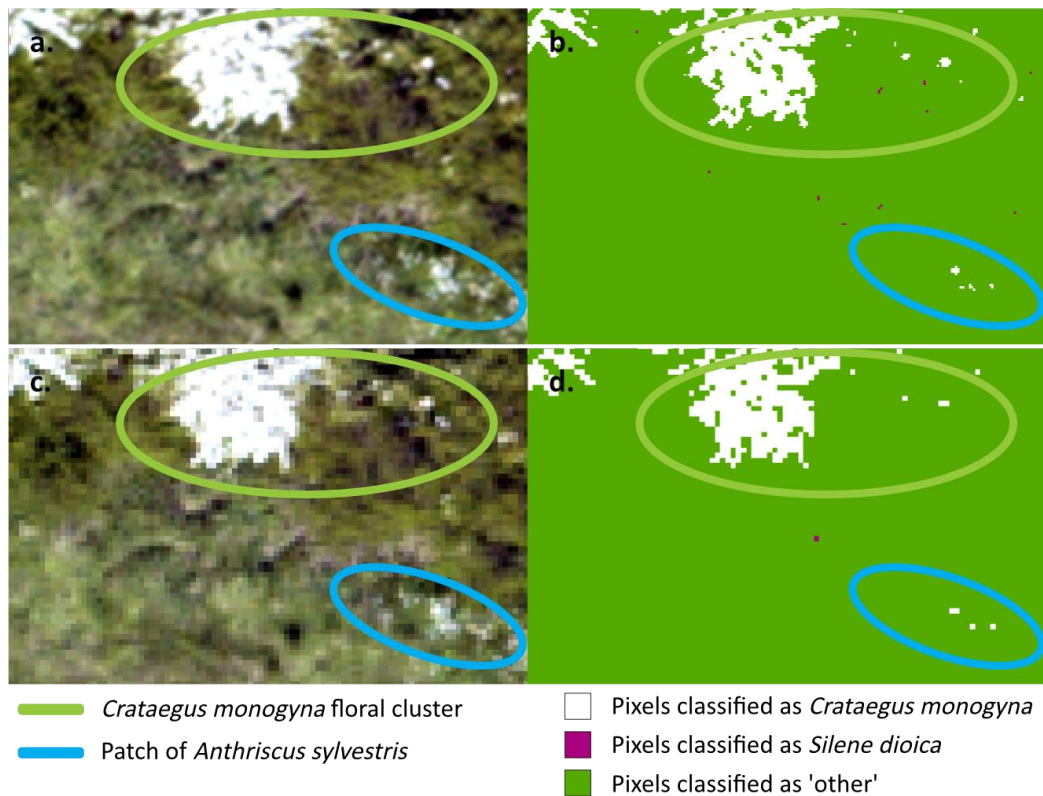 a.
b.
c.
d.
Crataegus monogyna floral cluster
Patch of Anthriscus sylvestris
Pixels classified as Crataegus monogyna
Pixels classified as Silene dioica
Pixels classified as 'other'